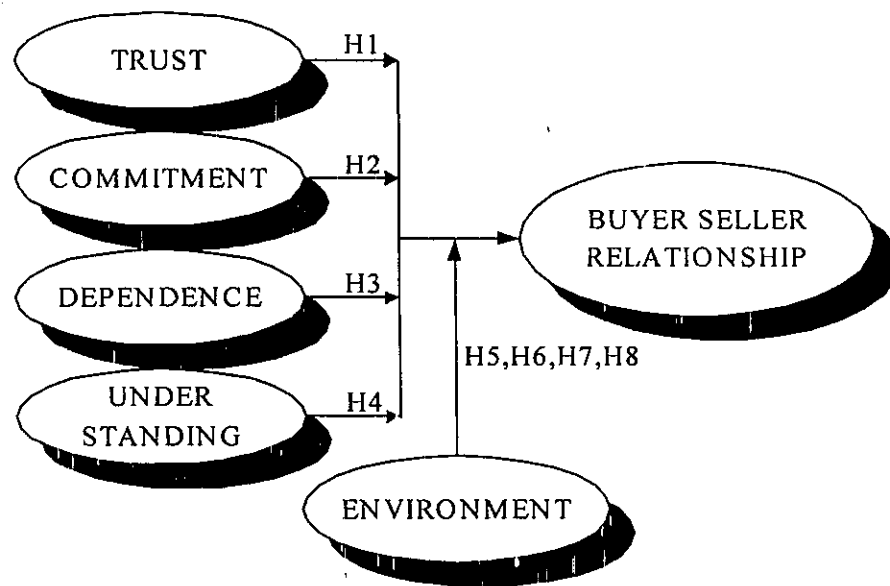 TRUST
H1
COMMITMENT
H2
BUYER SELLER
RELATIONSHIP
DEPENDENCE
H3
H5,H6,H7,H8
UNDER
STANDING
H4
ENVIRONMENT